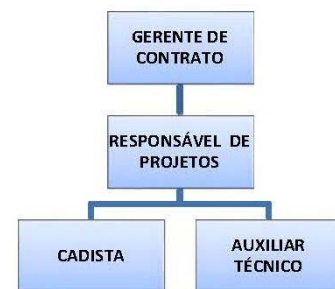 GERENTE DE
CONTRATO
RESPONSÁVEL DE
PROJETOS
CADISTA
AUXILIAR
TÉCNICO